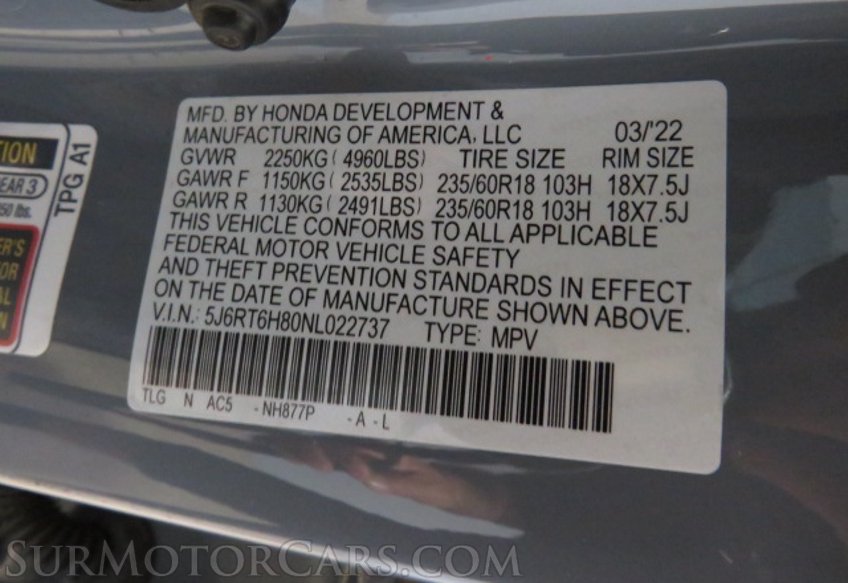 MFD. BY HONDA DEVELOPMENT &
MANUFACTURING OF AMERICA, LLC 03/'22
GVWR 2250KG ( 4960LBS) TIRE SIZE RIM SIZE
GAWR F 1150KG ( 2535LBS) 235/60R18 103H 18X7.5J
GAWR R 1130KG ( 2491LBS) 235/60R18 103H 18X7.5J
THIS VEHICLE CONFORMS TO ALL APPLICABLE
FEDERAL MOTOR VEHICLE SAFETY
AND THEFT PREVENTION STANDARDS IN EFFECT
ON THE DATE OF MANUFACTURE SHOWN ABOVE.
V.I.N.: 5J6RT6H80NL022737 TYPE: MPV
TLG N AC5 -NH877P -A-L
TPG A1
SurMotorCars.com